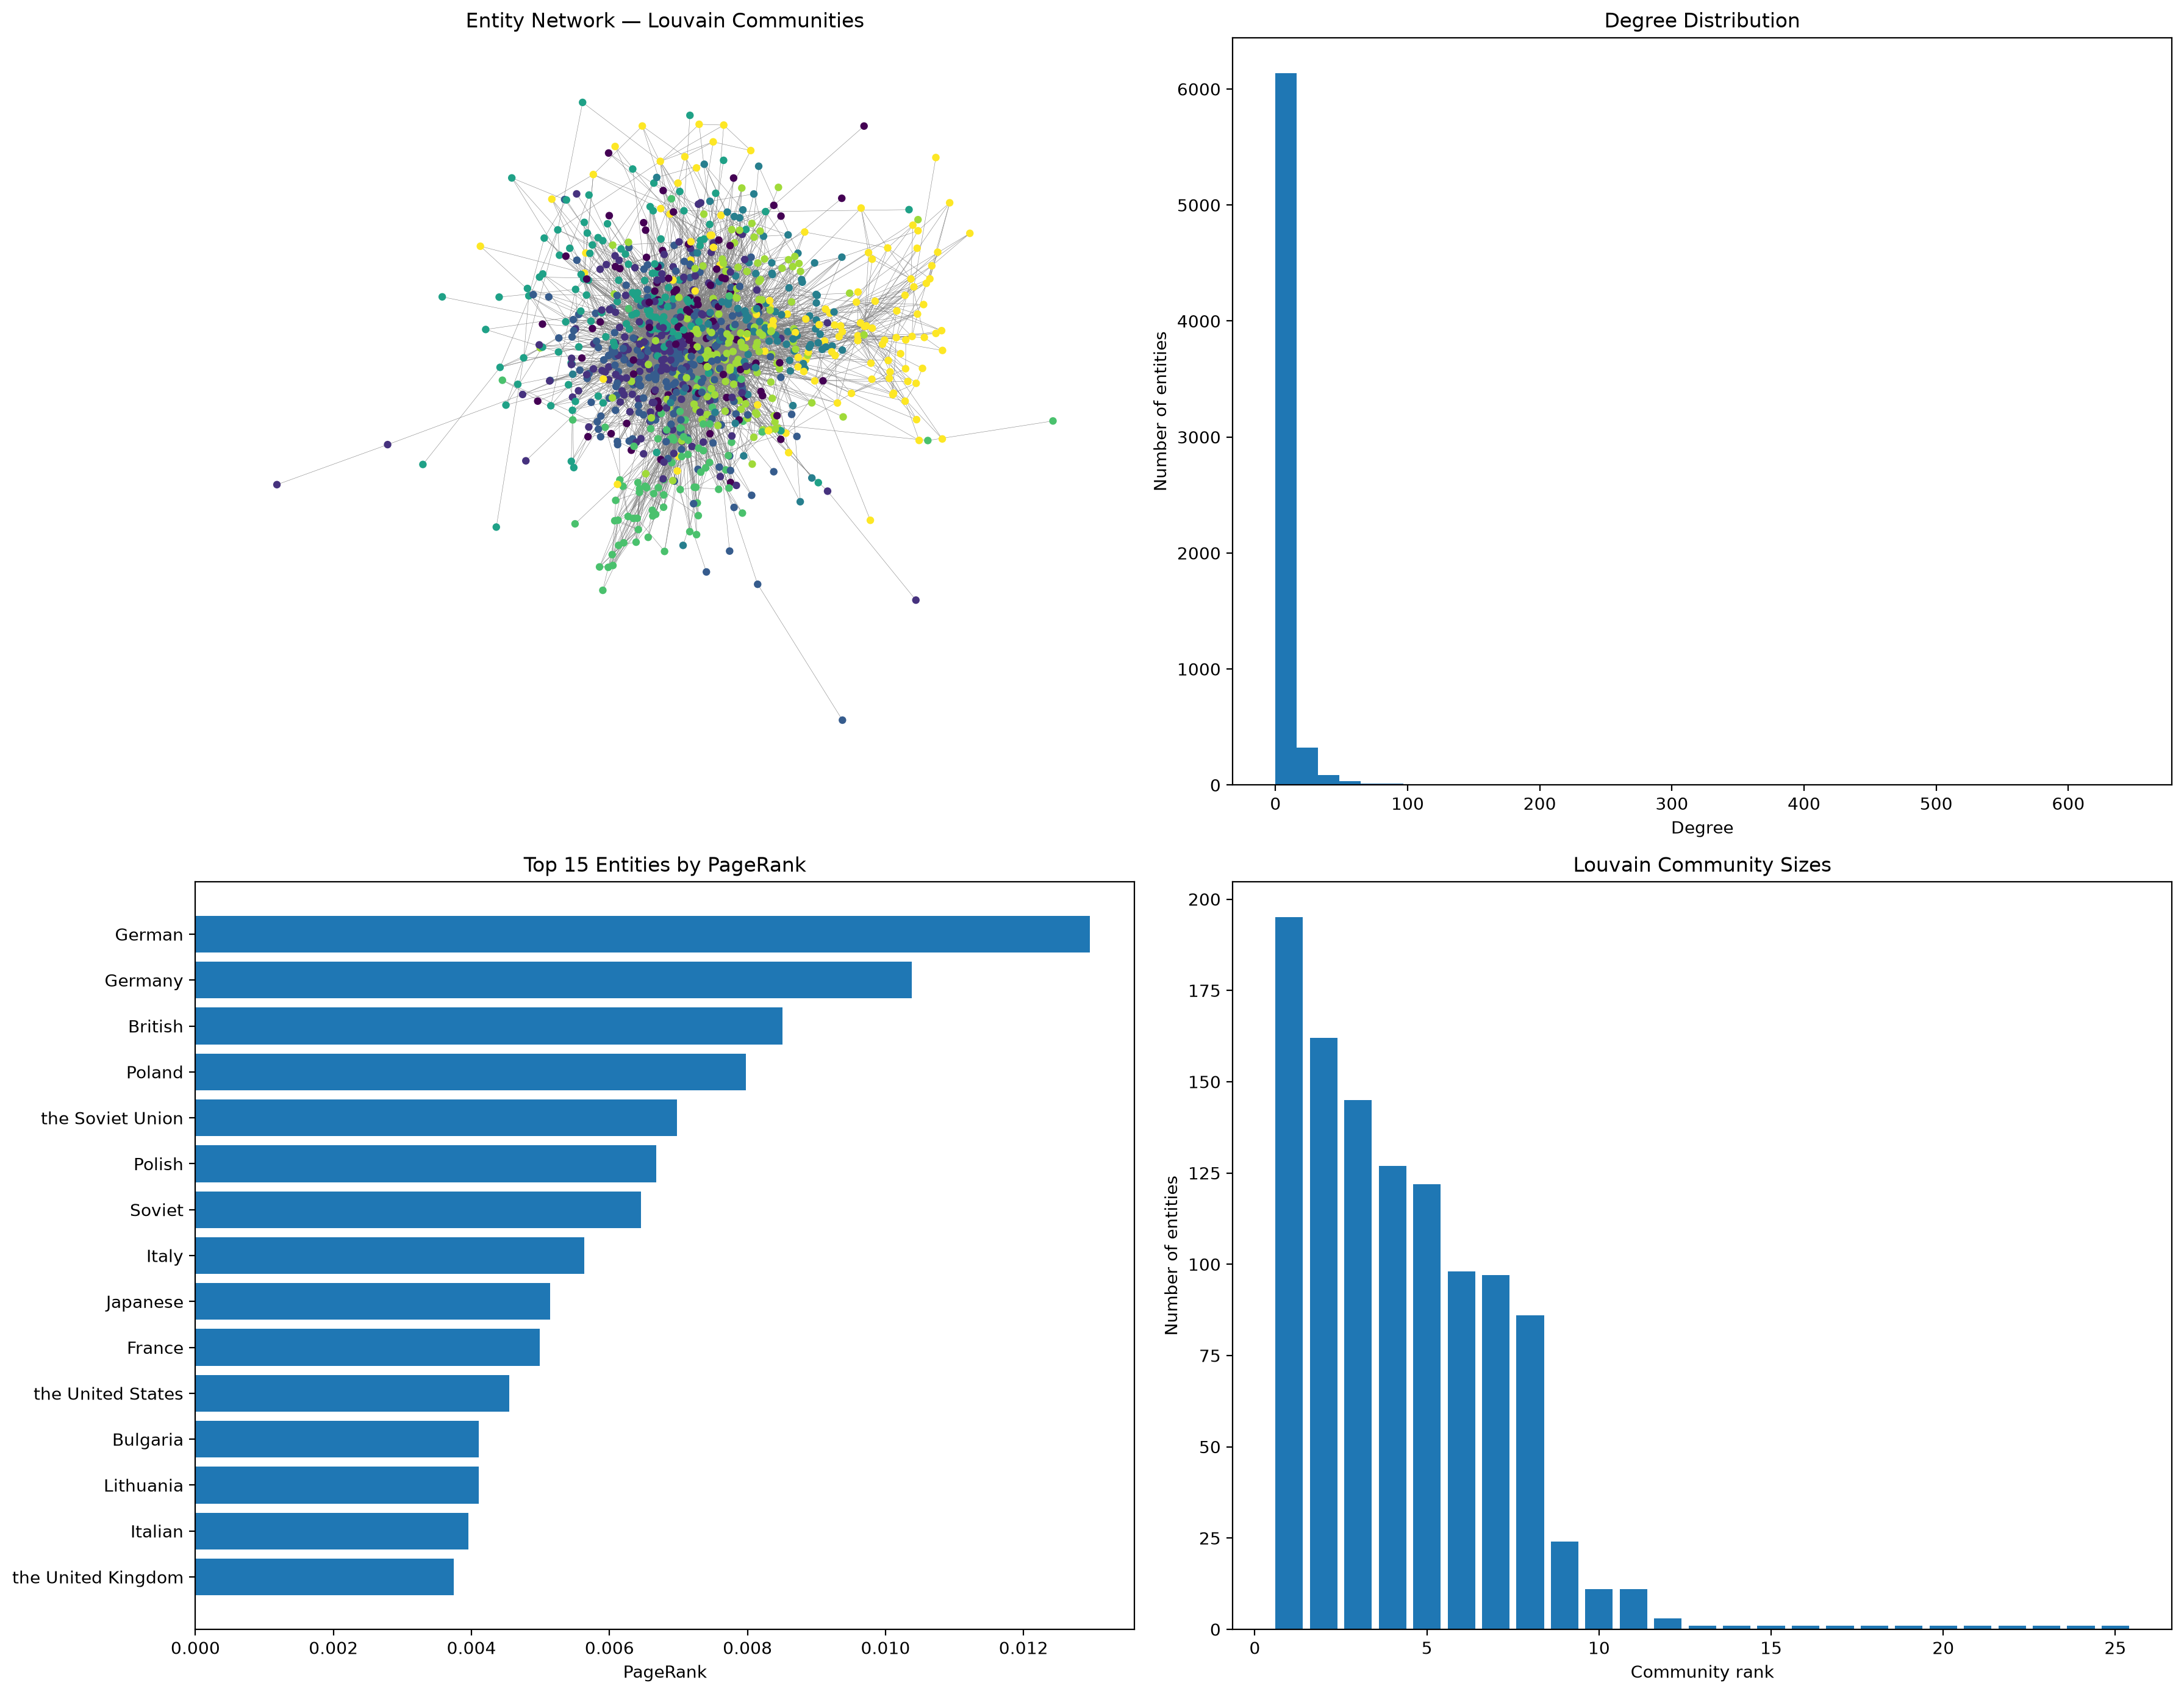 Entity Network — Louvain Communities
Degree Distribution
6000
5000
4000
3000
2000
1000
0
Number of entities
0 100 200 300 400 500 600
Degree
Top 15 Entities by PageRank
German
Germany
British
Poland
the Soviet Union
Polish
Soviet
Italy
Japanese
France
the United States
Bulgaria
Lithuania
Italian
the United Kingdom
0.000 0.002 0.004 0.006 0.008 0.010 0.012
PageRank
Louvain Community Sizes
200
175
150
125
100
75
50
25
0
Number of entities
0 5 10 15 20 25
Community rank